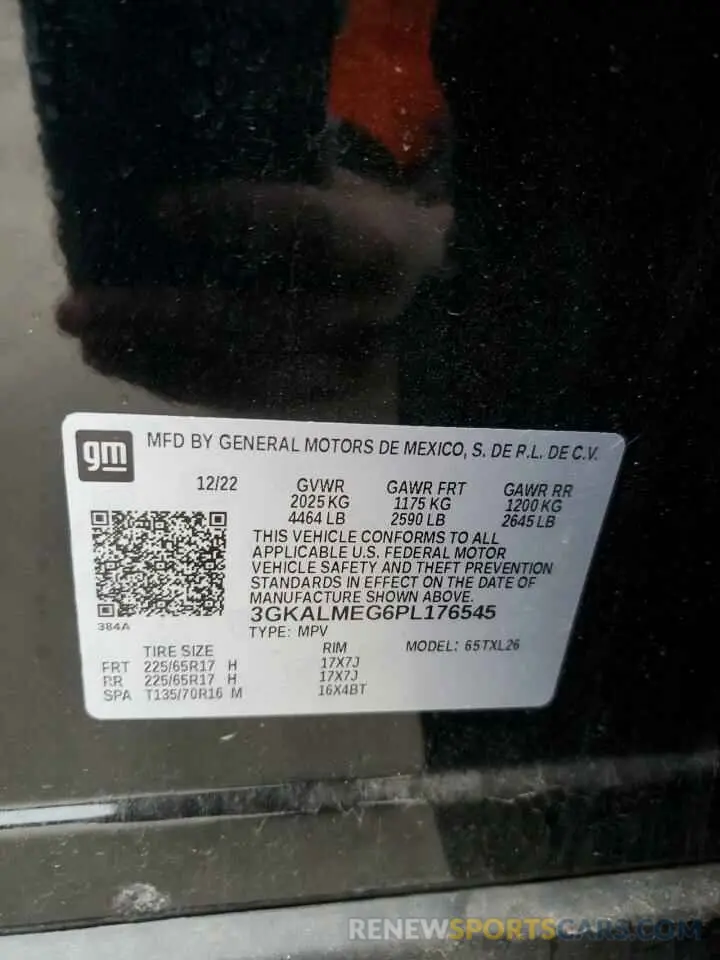 gm MFD BY GENERAL MOTORS DE MEXICO, S. DE R.L. DE C.V.
12/22 GVWR GAWR FRT GAWR RR
2025 KG 1175 KG 1200 KG
4464 LB 2590 LB 2645 LB
THIS VEHICLE CONFORMS TO ALL
APPLICABLE U.S. FEDERAL MOTOR
VEHICLE SAFETY AND THEFT PREVENTION
STANDARDS IN EFFECT ON THE DATE OF
MANUFACTURE SHOWN ABOVE.
384A 3GKALMEG6PL176545
TYPE: MPV MODEL: 65TXL26
TIRE SIZE RIM
FRT 225/65R17 H 17X7J
RR 225/65R17 H 17X7J
SPA T135/70R16 M 16X4BT
RENEWSPORTSCARS.COM